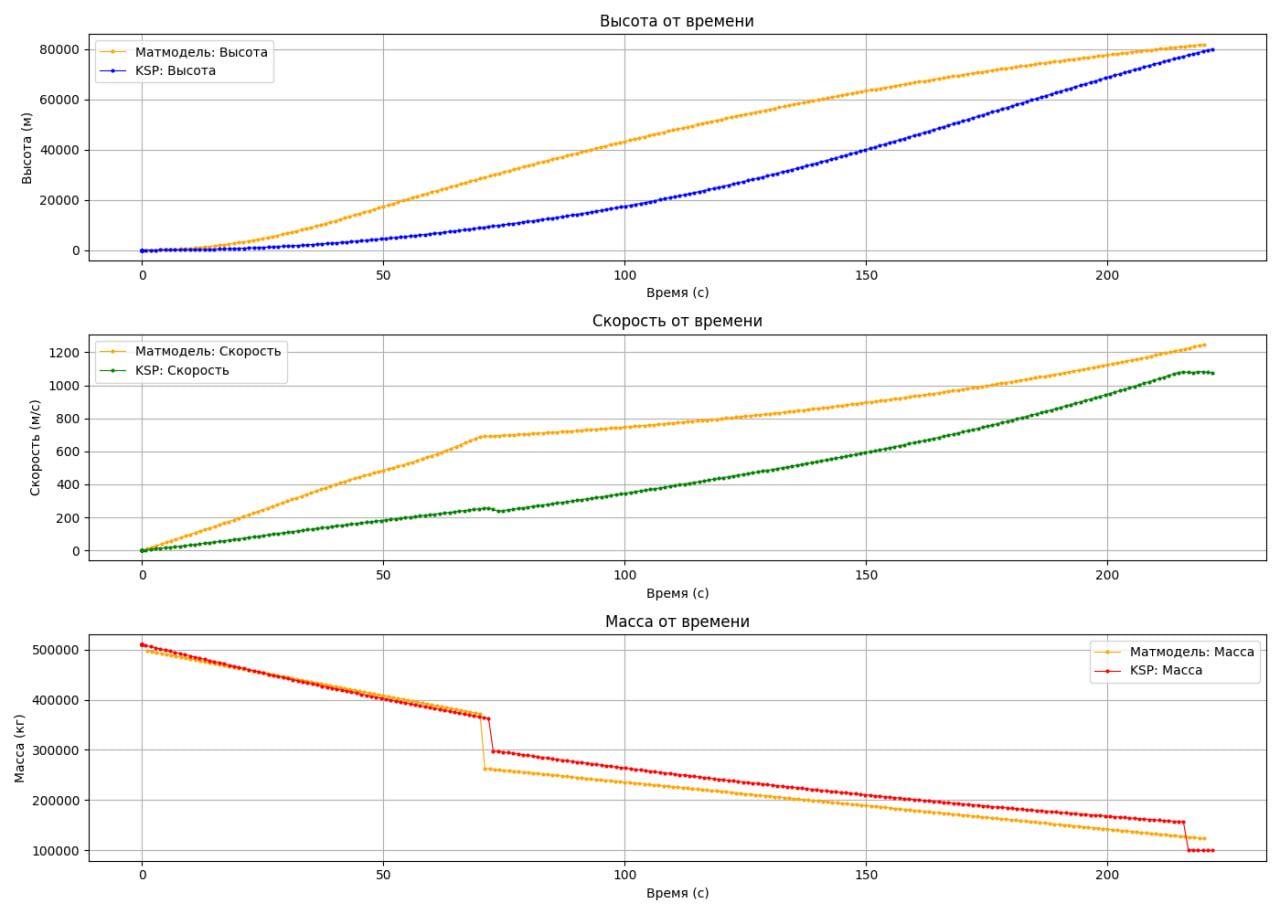 Высота от времени
Матмодель: Высота
KSP: Высота
80000
60000
40000
20000
0
Высота (м)
0 50 100 150 200
Время (с)
Скорость от времени
Матмодель: Скорость
KSP: Скорость
1200
1000
800
600
400
200
0
Скорость (м/с)
0 50 100 150 200
Время (с)
Масса от времени
Матмодель: Масса
KSP: Масса
500000
400000
300000
200000
100000
Масса (кг)
0 50 100 150 200
Время (с)